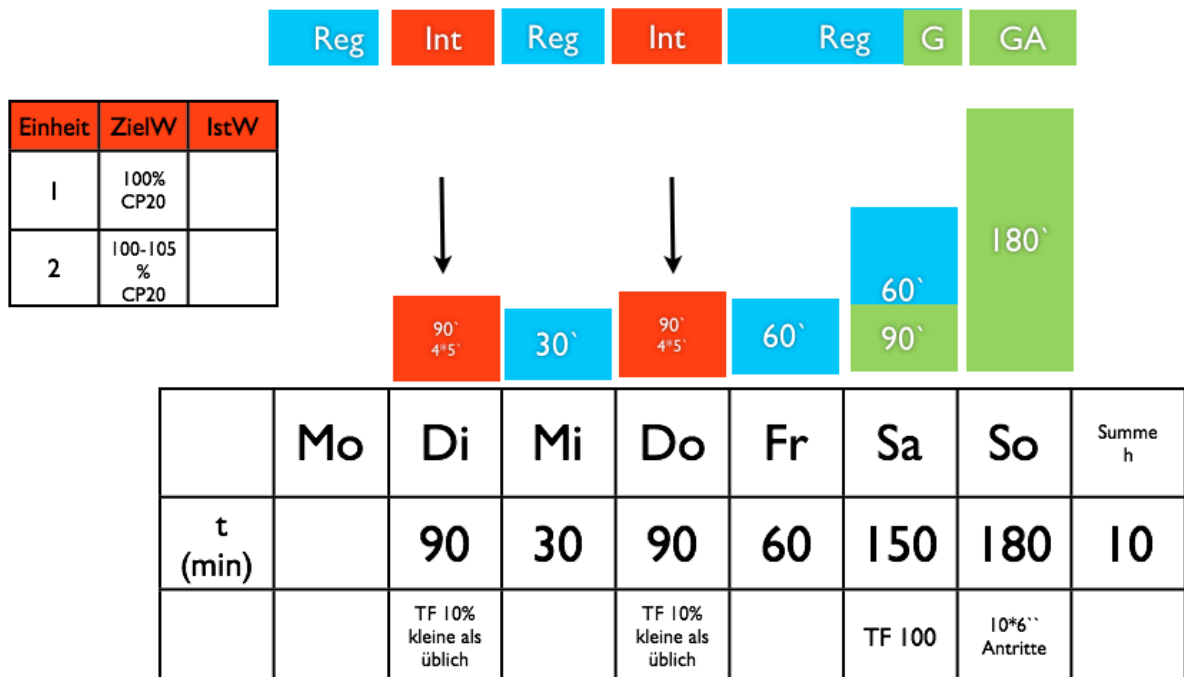 Reg Int Reg Int Reg G GA
Einheit ZielW IstW
1 100%
CP20
2 100-105
%
CP20
90` 4*5`
30`
90` 4*5`
60`
60`
90`
180`
Mo Di Mi Do Fr Sa So Summe
h
t
(min) 90 30 90 60 150 180 10
TF 10%
kleine als
üblich
TF 10%
kleine als
üblich
TF 100
10*6``
Antritte